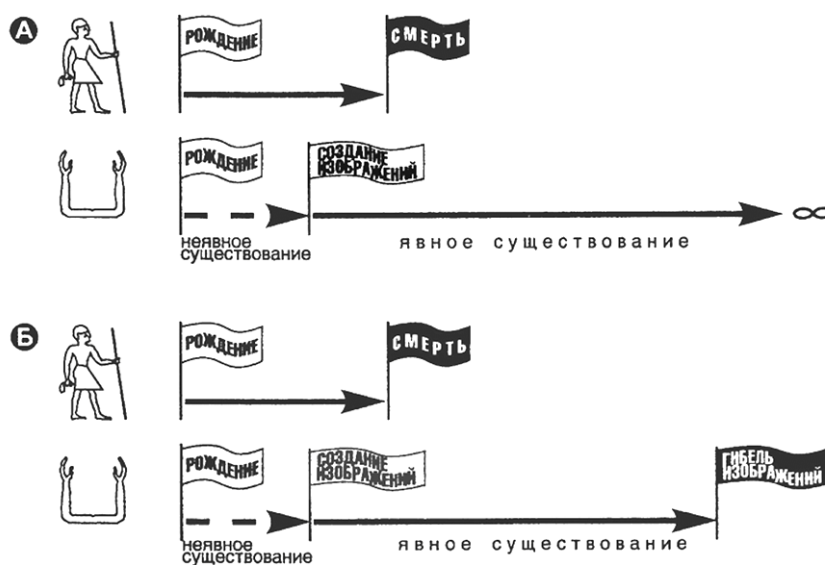 А
РОЖДЕНИЕ
СМЕРТЬ
РОЖДЕНИЕ
СОЗДАНИЕ
ИЗОБРАЖЕНИЙ
∞
неявное
существование
явное существование
Б
РОЖДЕНИЕ
СМЕРТЬ
РОЖДЕНИЕ
СОЗДАНИЕ
ИЗОБРАЖЕНИЙ
ГИБЕЛЬ
ИЗОБРАЖЕНИЙ
неявное
существование
явное существование